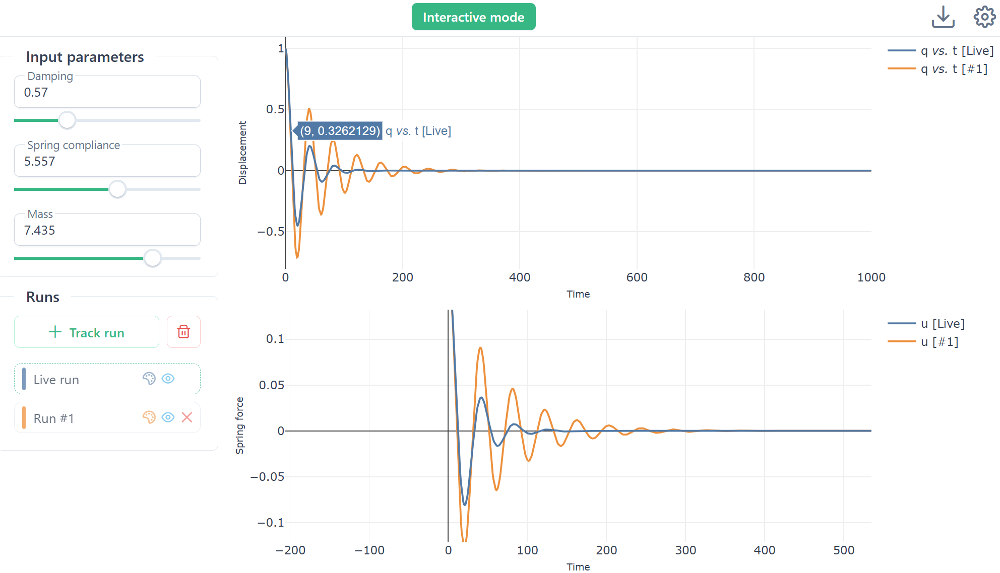 Interactive mode
Input parameters
Damping
0.57
Spring compliance
5.557
Mass
7.435
Runs
Track run
Live run
Run #1
1
0.5
0
−0.5
Displacement
(9, 0.3262129) q vs. t [Live]
0 200 400 600 800 1000
Time
q vs. t [Live]
q vs. t [#1]
0.1
0.05
0
−0.05
−0.1
Spring force
−200 −100 0 100 200 300 400 500
Time
u [Live]
u [#1]